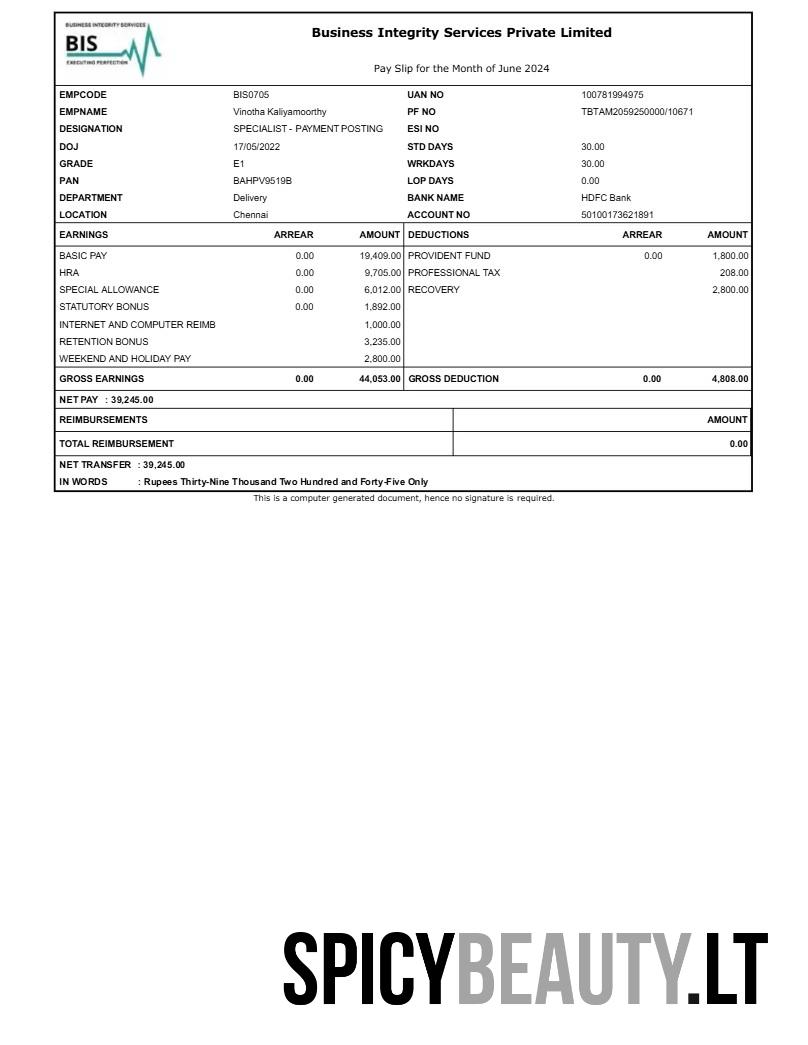 BUSINESS INTEGRITY SERVICES
BIS
EXECUTING PERFECTION
Business Integrity Services Private Limited
Pay Slip for the Month of June 2024
EMPCODE BIS0705 UAN NO 100781994975
EMPNAME Vinotha Kaliyamoorthy PF NO TBTAM2059250000/10671
DESIGNATION SPECIALIST - PAYMENT POSTING ESI NO
DOJ 17/05/2022 STD DAYS 30.00
GRADE E1 WRKDAYS 30.00
PAN BAHPV9519B LOP DAYS 0.00
DEPARTMENT Delivery BANK NAME HDFC Bank
LOCATION Chennai ACCOUNT NO 50100173621891
EARNINGS ARREAR AMOUNT DEDUCTIONS ARREAR AMOUNT
BASIC PAY 0.00 19,409.00 PROVIDENT FUND 0.00 1,800.00
HRA 0.00 9,705.00 PROFESSIONAL TAX 208.00
SPECIAL ALLOWANCE 0.00 6,012.00 RECOVERY 2,800.00
STATUTORY BONUS 0.00 1,892.00
INTERNET AND COMPUTER REIMB 1,000.00
RETENTION BONUS 3,235.00
WEEKEND AND HOLIDAY PAY 2,800.00
GROSS EARNINGS 0.00 44,053.00 GROSS DEDUCTION 0.00 4,808.00
NET PAY : 39,245.00
REIMBURSEMENTS AMOUNT
TOTAL REIMBURSEMENT 0.00
NET TRANSFER : 39,245.00
IN WORDS : Rupees Thirty-Nine Thousand Two Hundred and Forty-Five Only
This is a computer generated document, hence no signature is required.
SPICYBEAUTY.LT